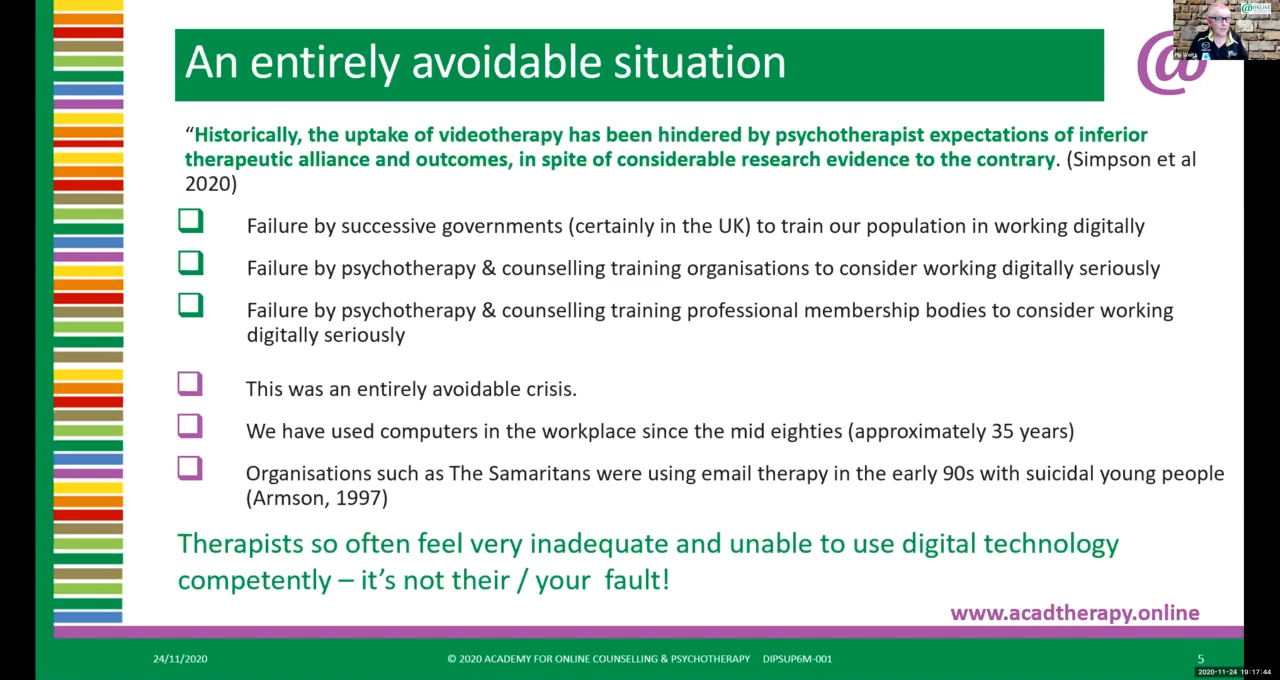 An entirely avoidable situation
@ONLINE
@
“Historically, the uptake of videotherapy has been hindered by psychotherapist expectations of inferior
therapeutic alliance and outcomes, in spite of considerable research evidence to the contrary. (Simpson et al
2020)
Failure by successive governments (certainly in the UK) to train our population in working digitally
Failure by psychotherapy & counselling training organisations to consider working digitally seriously
Failure by psychotherapy & counselling training professional membership bodies to consider working
digitally seriously
This was an entirely avoidable crisis.
We have used computers in the workplace since the mid eighties (approximately 35 years)
Organisations such as The Samaritans were using email therapy in the early 90s with suicidal young people
(Armson, 1997)
Therapists so often feel very inadequate and unable to use digital technology
competently – it’s not their / your  fault!
www.acadtherapy.online
24/11/2020
© 2020 ACADEMY FOR ONLINE COUNSELLING & PSYCHOTHERAPY   DIPSUP6M-001
5
2020-11-24 19:17:44